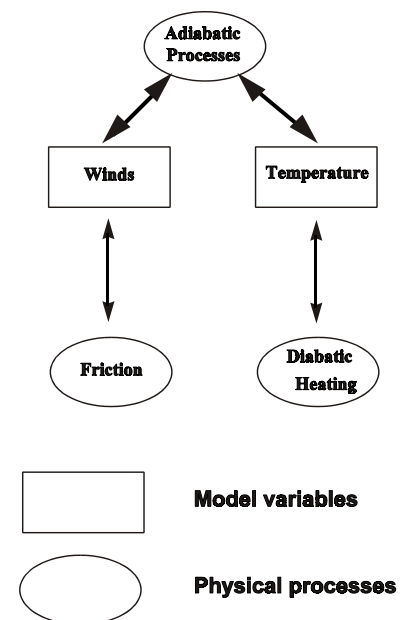 Adiabatic
Processes
Winds
Temperature
Friction
Diabatic
Heating
Model variables
Physical processes